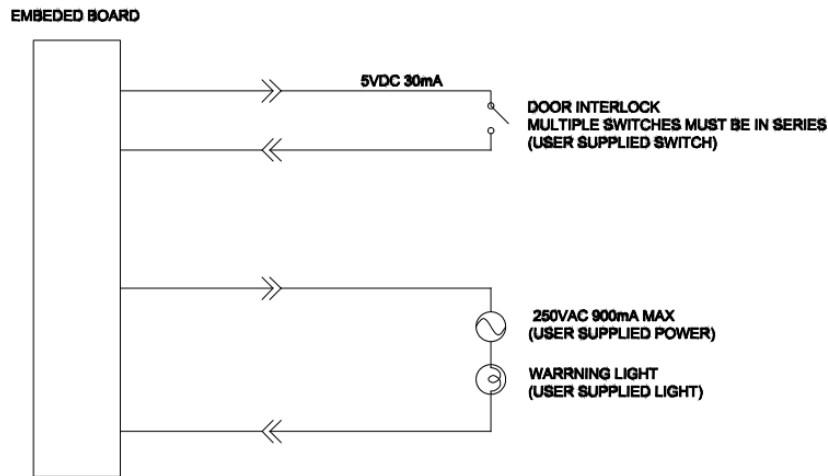 EMBEDED BOARD
5VDC 30mA
DOOR INTERLOCK
MULTIPLE SWITCHES MUST BE IN SERIES
(USER SUPPLIED SWITCH)
250VAC 900mA MAX
(USER SUPPLIED POWER)
WARRNING LIGHT
(USER SUPPLIED LIGHT)